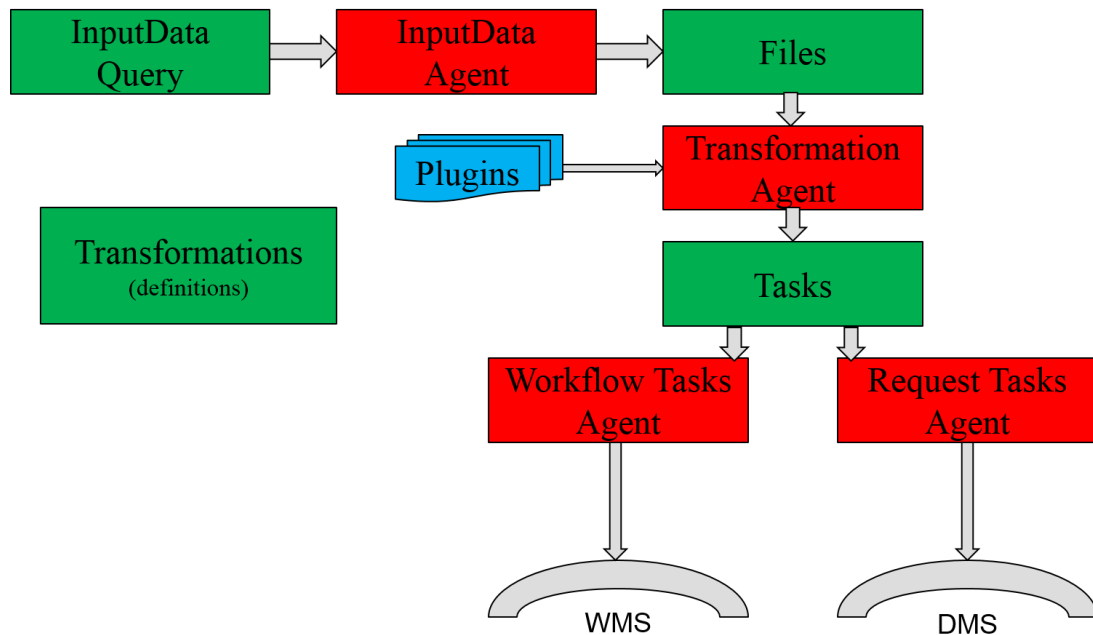 InputData
Query
InputData
Agent
Files
Plugins
Transformation
Agent
Transformations
(definitions)
Tasks
Workflow Tasks
Agent
Request Tasks
Agent
WMS
DMS